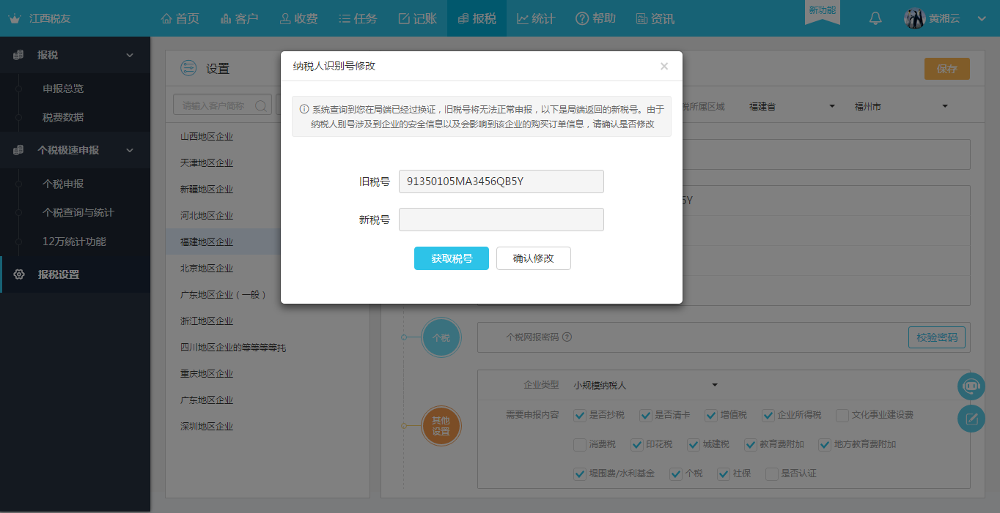 江西税友
首页
客户
收费
任务
记账
报税
统计
帮助
资讯
新功能
黄湘云
报税
申报总览
税费数据
个税极速申报
个税申报
个税查询与统计
12万统计功能
报税设置
设置
保存
请输入客户简称
税所属区域
福建省
福州市
山西地区企业
天津地区企业
新疆地区企业
河北地区企业
福建地区企业
北京地区企业
广东地区企业（一般）
浙江地区企业
四川地区企业的等等等等托
重庆地区企业
广东地区企业
深圳地区企业
纳税人识别号修改
系统查询到您在局端已经过换证，旧税号将无法正常申报，以下是局端返回的新税号。由于
纳税人别号涉及到企业的安全信息以及会影响到该企业的购买订单信息，请确认是否修改
旧税号
91350105MA3456QB5Y
新税号
获取税号
确认修改
5Y
个税
个税网报密码
校验密码
其他
设置
企业类型
小规模纳税人
需要申报内容
是否抄税
是否清卡
增值税
企业所得税
文化事业建设费
消费税
印花税
城建税
教育费附加
地方教育费附加
堤围费/水利基金
个税
社保
是否认证